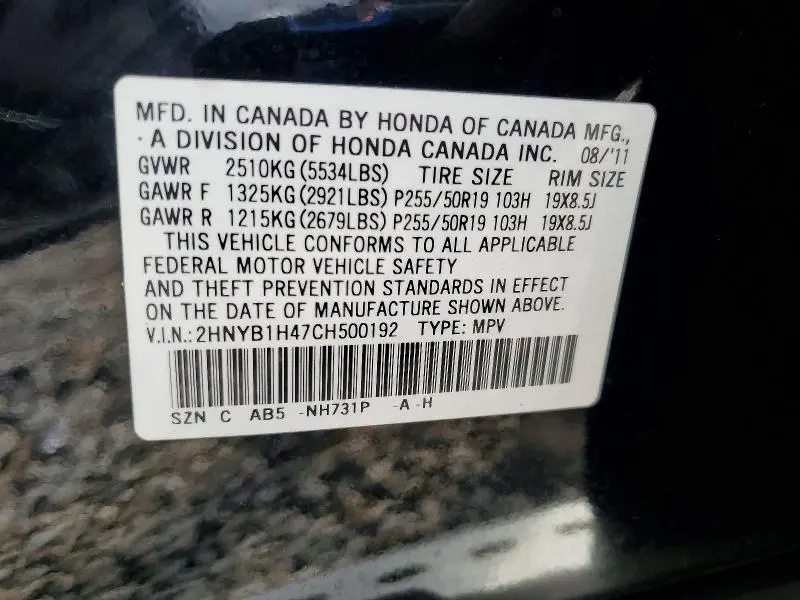 MFD. IN CANADA BY HONDA OF CANADA MFG.,
· A DIVISION OF HONDA CANADA INC. 08/'11
GVWR 2510KG (5534LBS) TIRE SIZE RIM SIZE
GAWR F 1325KG (2921LBS) P255/50R19 103H 19X8.5J
GAWR R 1215KG (2679LBS) P255/50R19 103H 19X8.5J
THIS VEHICLE CONFORMS TO ALL APPLICABLE
FEDERAL MOTOR VEHICLE SAFETY
AND THEFT PREVENTION STANDARDS IN EFFECT
ON THE DATE OF MANUFACTURE SHOWN ABOVE.
V.I.N.: 2HNYB1H47CH500192 TYPE: MPV
SZN C AB5 -NH731P -A -H